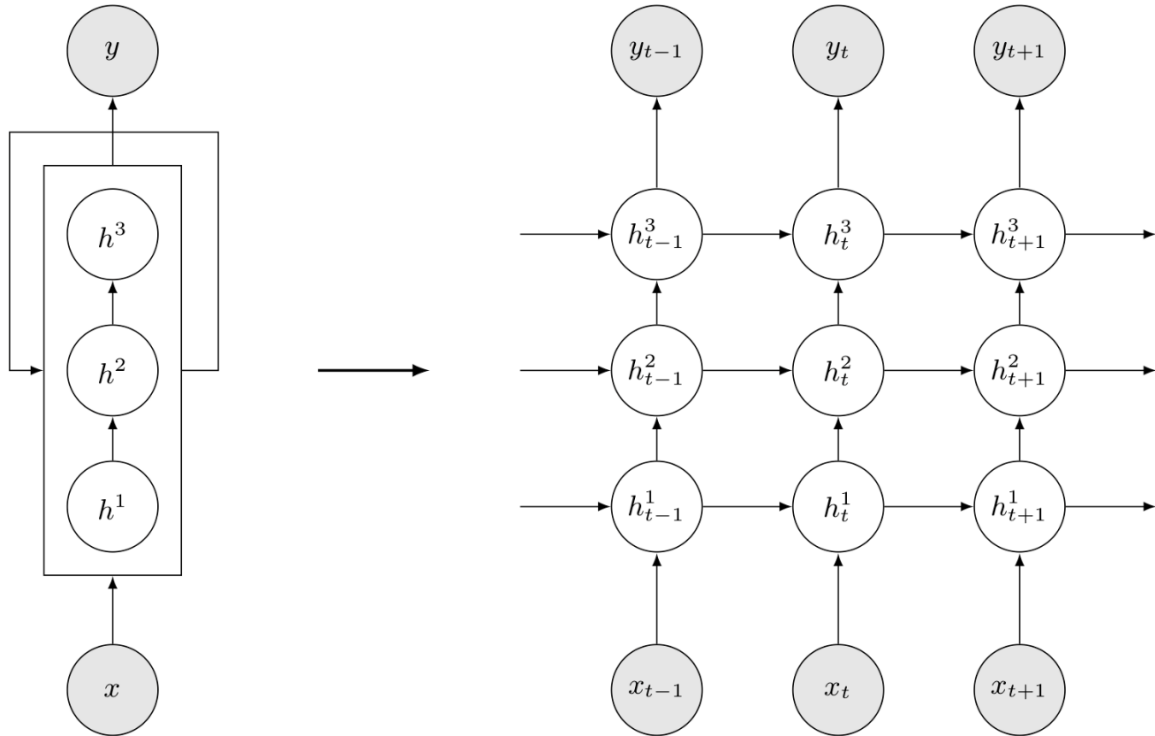 y y_{t−1} y_t y_{t+1}
h^3 h^3_{t−1} h^3_t h^3_{t+1}
h^2 h^2_{t−1} h^2_t h^2_{t+1}
h^1 h^1_{t−1} h^1_t h^1_{t+1}
x x_{t−1} x_t x_{t+1}